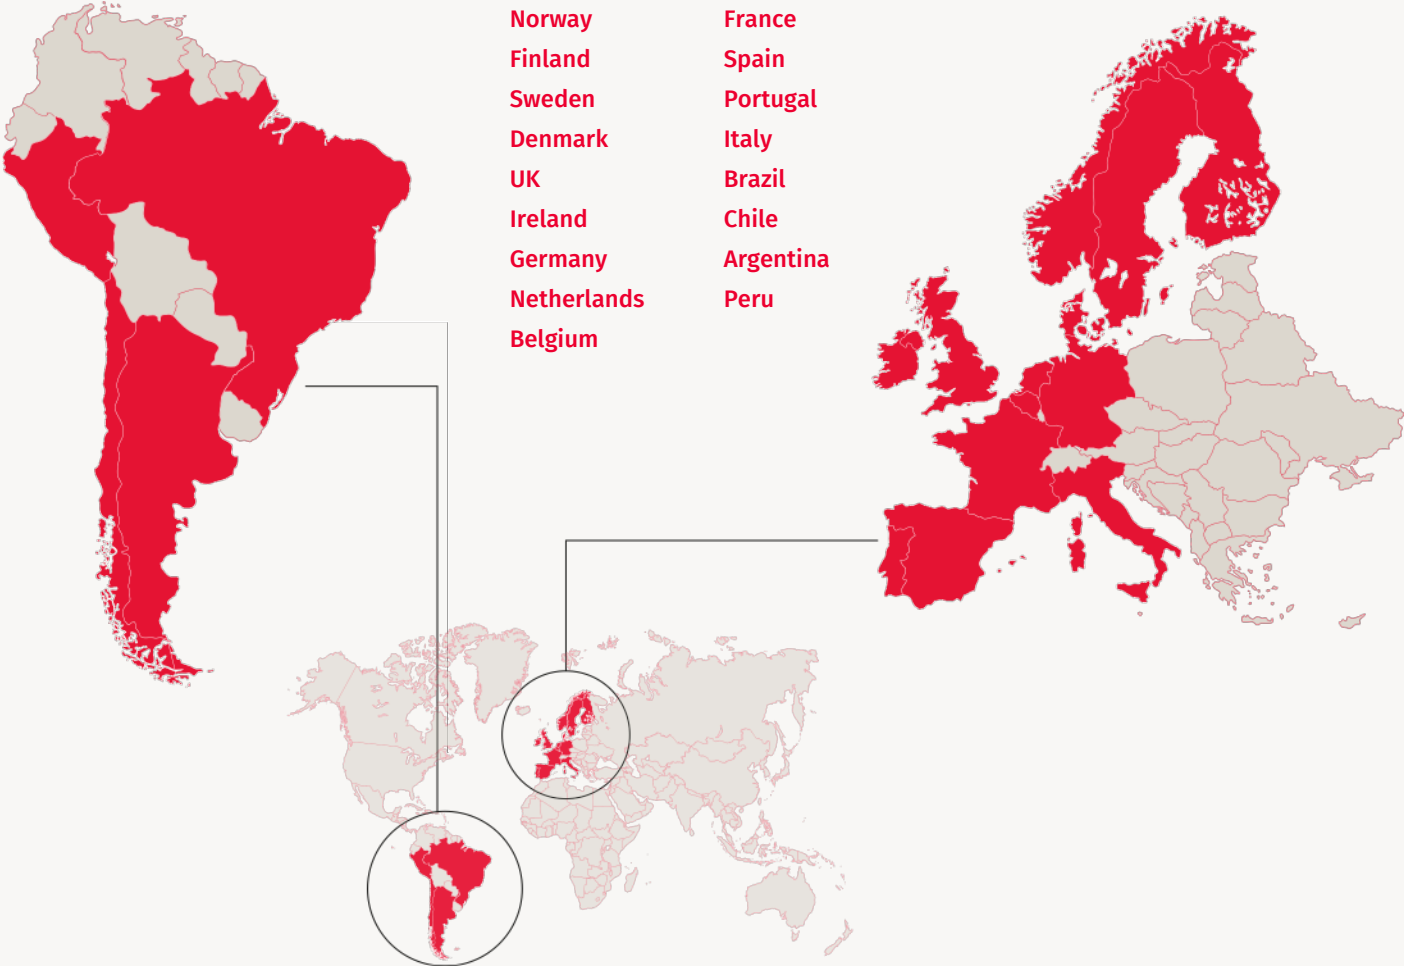 Norway
Finland
Sweden
Denmark
UK
Ireland
Germany
Netherlands
Belgium
France
Spain
Portugal
Italy
Brazil
Chile
Argentina
Peru